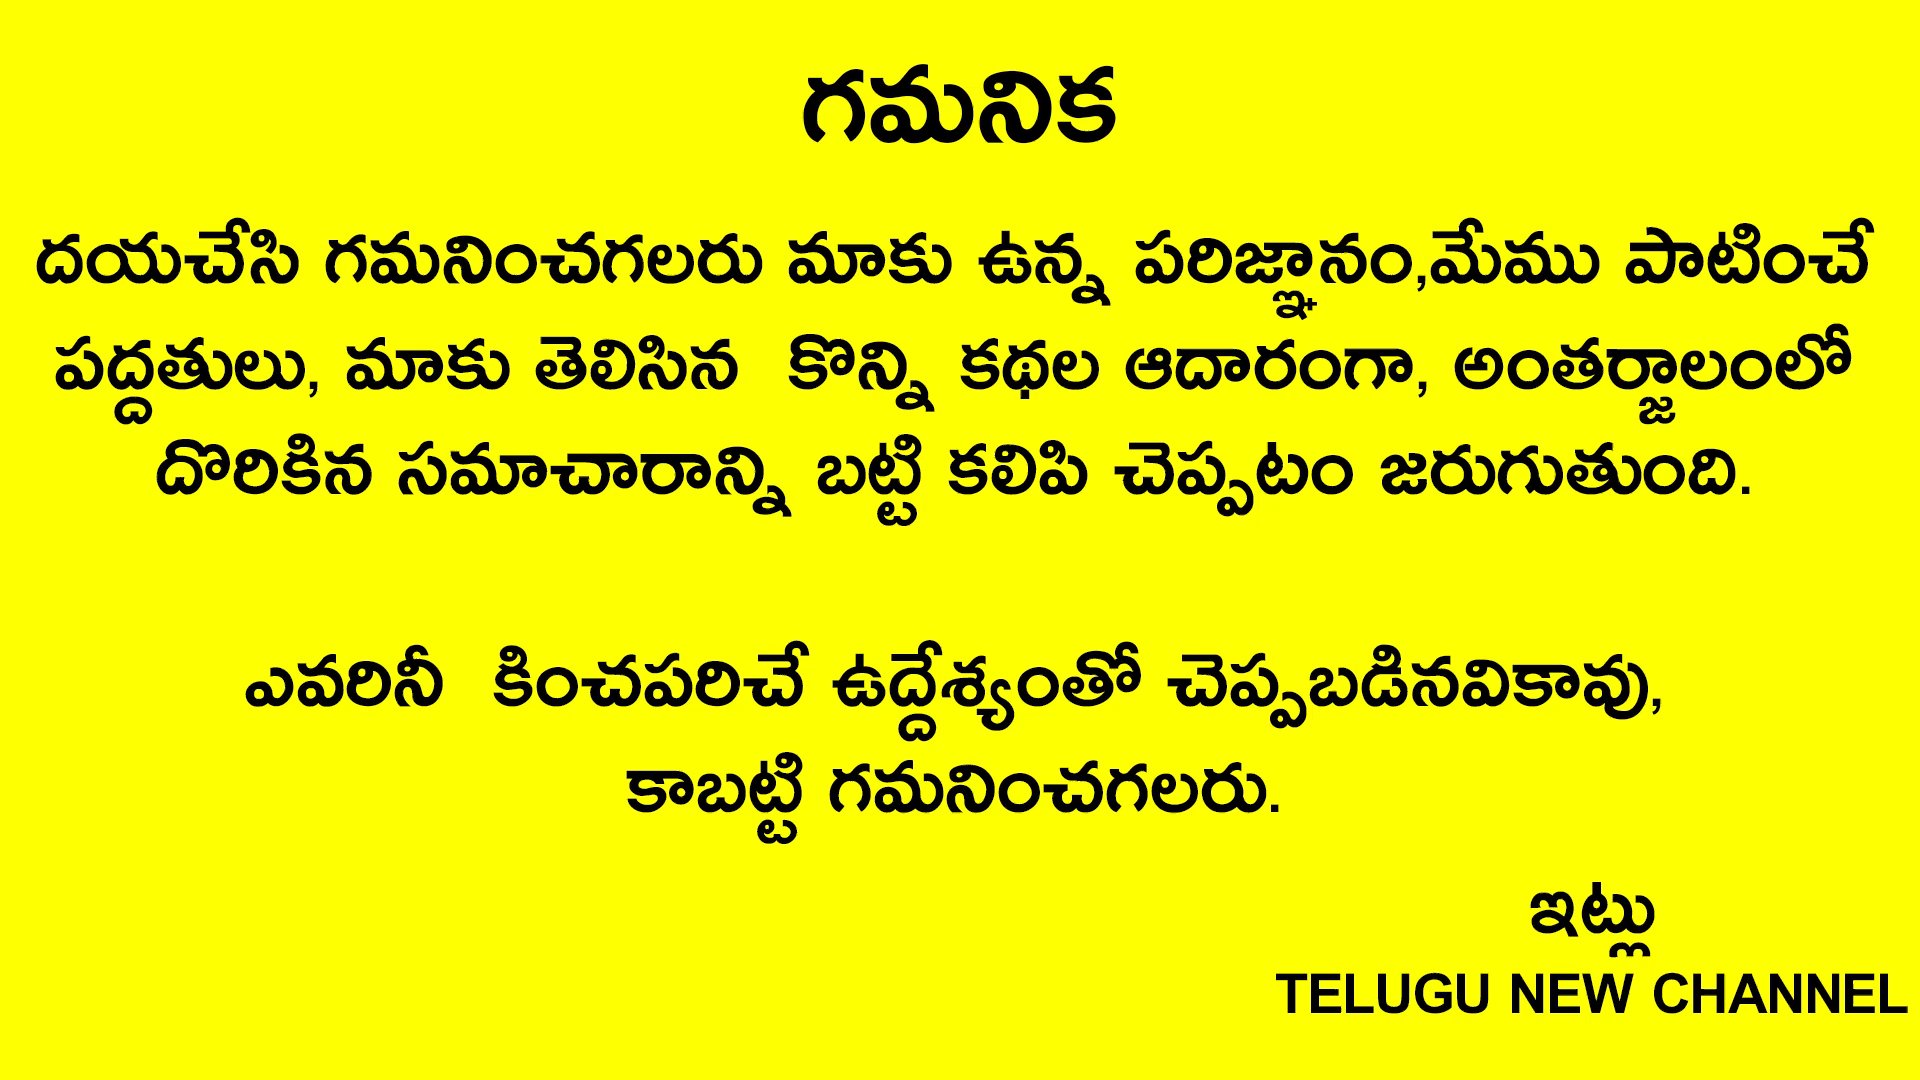 గమనిక
దయచేసి గమనించగలరు మాకు ఉన్న పరిజ్ఞానం,మేము పాటించే
పద్దతులు, మాకు తెలిసిన కొన్ని కథల ఆదారంగా, అంతర్జాలంలో
దొరికిన సమాచారాన్ని బట్టి కలిపి చెప్పటం జరుగుతుంది.
ఎవరినీ కించపరిచే ఉద్దేశ్యంతో చెప్పబడినవికావు,
కాబట్టి గమనించగలరు.
ఇట్లు
TELUGU NEW CHANNEL